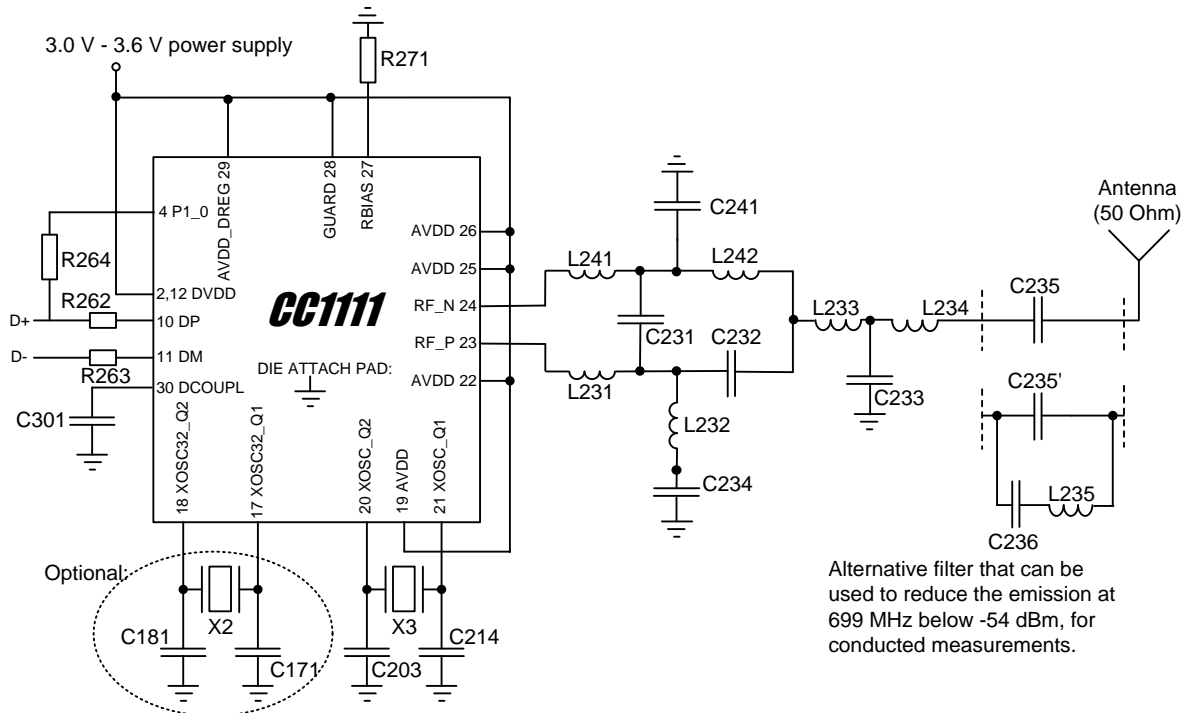 3.0 V - 3.6 V power supply
R271
AVDD_DREG 29
GUARD 28
RBIAS 27
4 P1_0
R264
2,12 DVDD
R262
D+
10 DP
D-
11 DM
R263
30 DCOUPL
C301
CC1111
DIE ATTACH PAD:
AVDD 26
AVDD 25
RF_N 24
RF_P 23
AVDD 22
18 XOSC32_Q2
17 XOSC32_Q1
20 XOSC_Q2
19 AVDD
21 XOSC_Q1
Optional:
X2
C181
C171
X3
C203
C214
C241
L241
L242
C231
C232
L231
L232
C234
L233
L234
C233
C235
Antenna
(50 Ohm)
C235'
L235
C236
Alternative filter that can be
used to reduce the emission at
699 MHz below -54 dBm, for
conducted measurements.